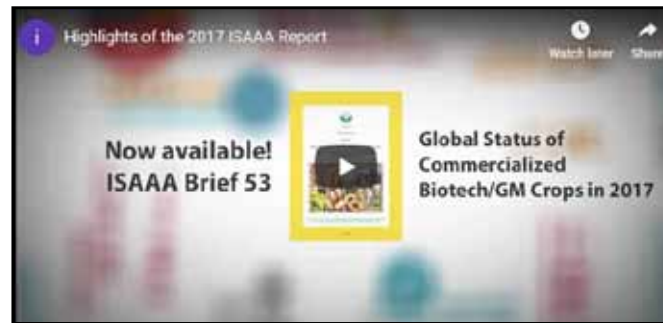 i Highlights of the 2017 ISAAA Report
Watch later Share
Now available!
ISAAA Brief 53
Global Status of
Commercialized
Biotech/GM Crops in 2017